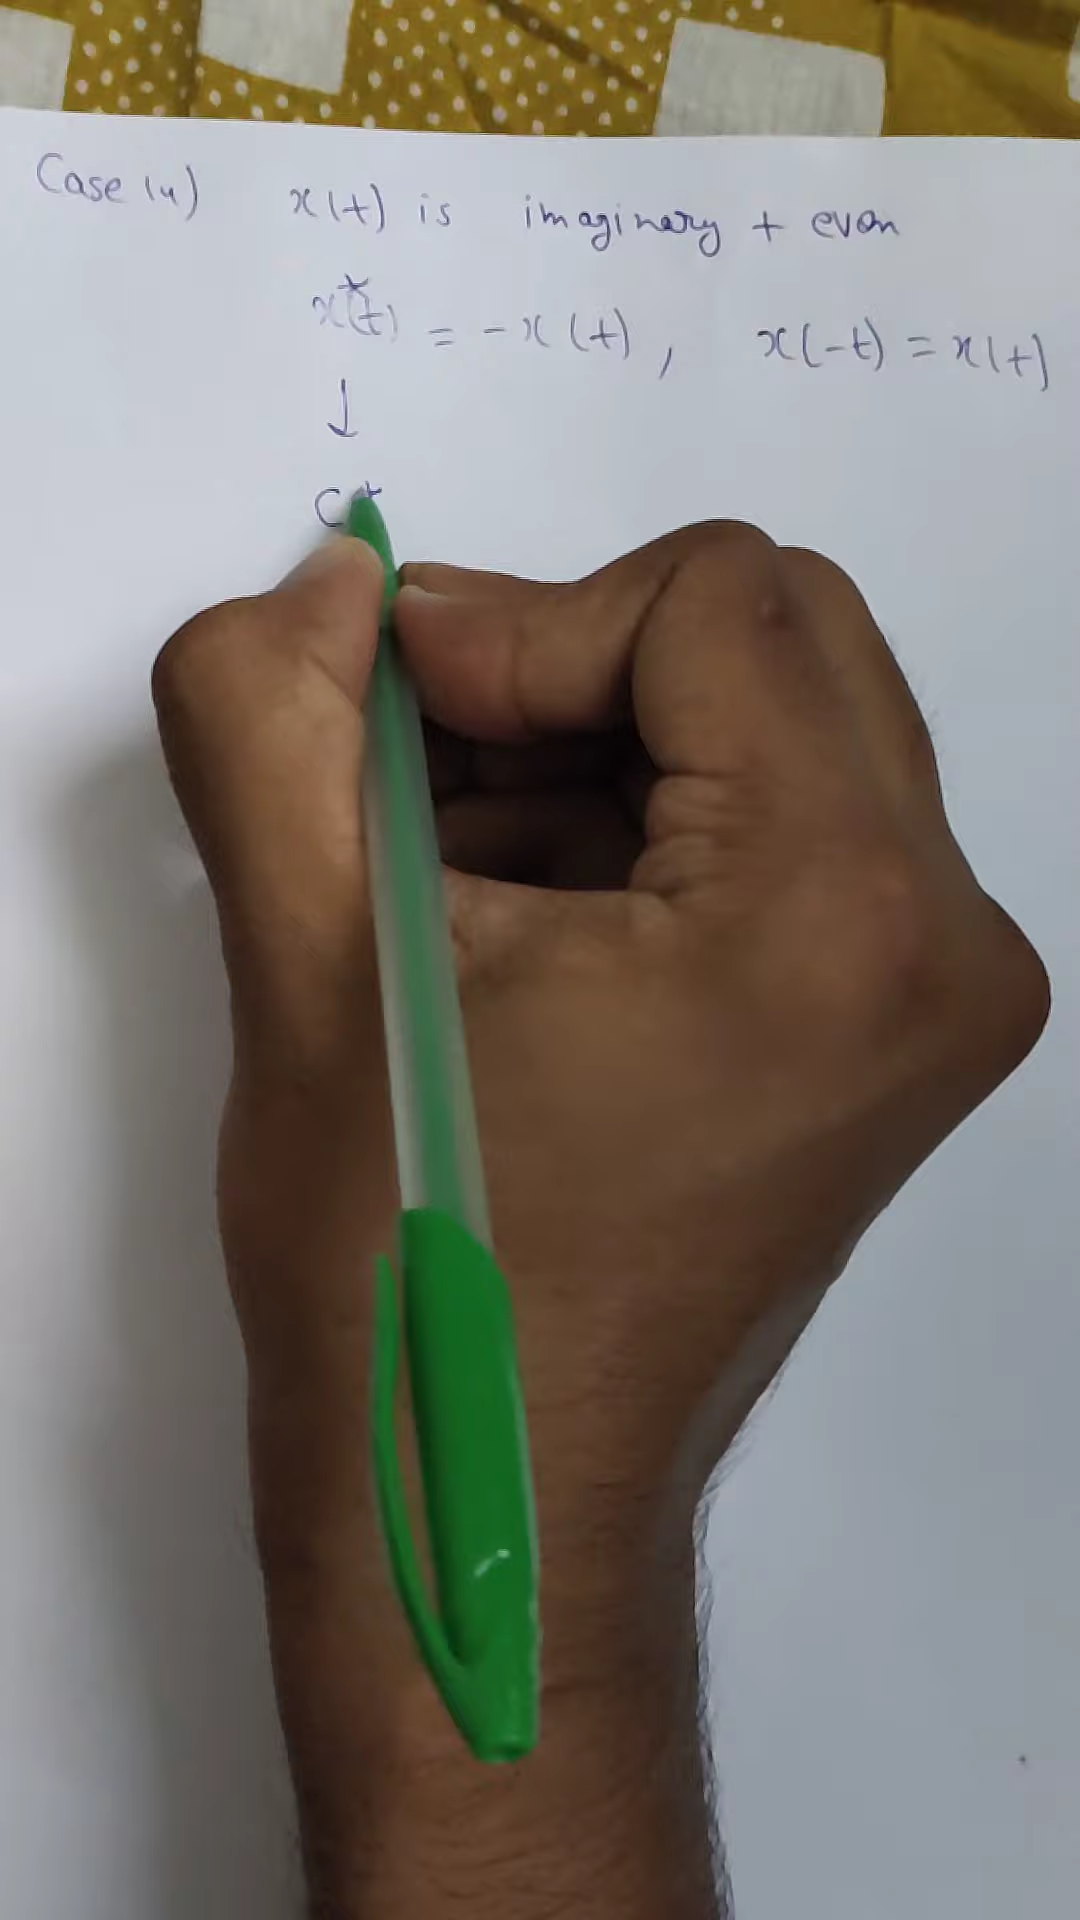 Case (4) x(t) is imaginary + even
x*(t) = -x(t), x(-t) = x(t)
↓
C*